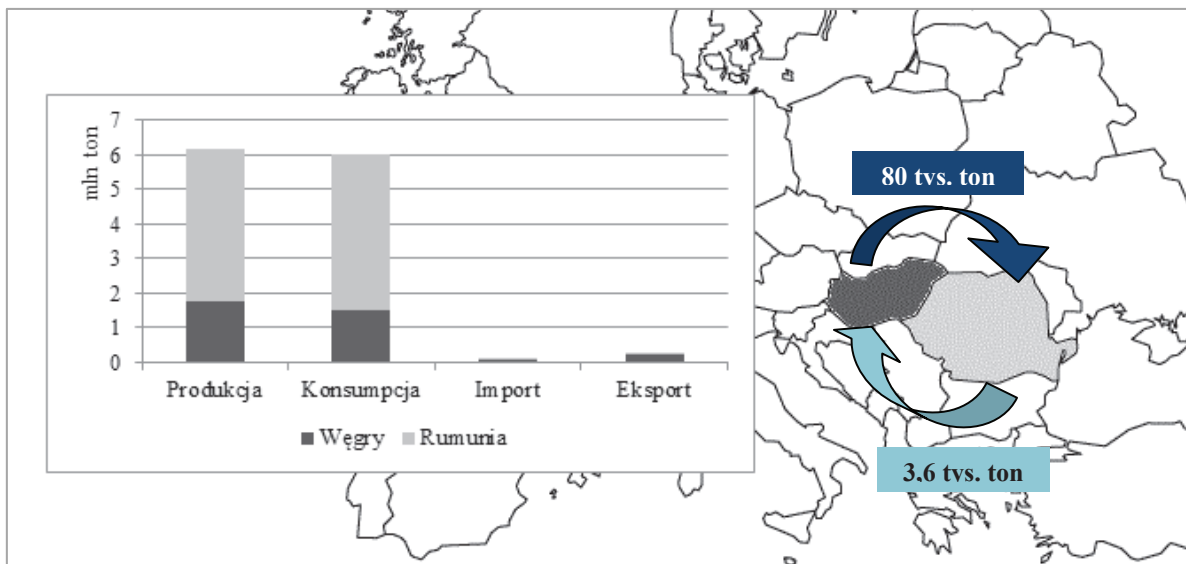 mln ton
7
6
5
4
3
2
1
0
Produkcja Konsumpcja Import Eksport
Węgry Rumunia
80 tys. ton
3,6 tys. ton